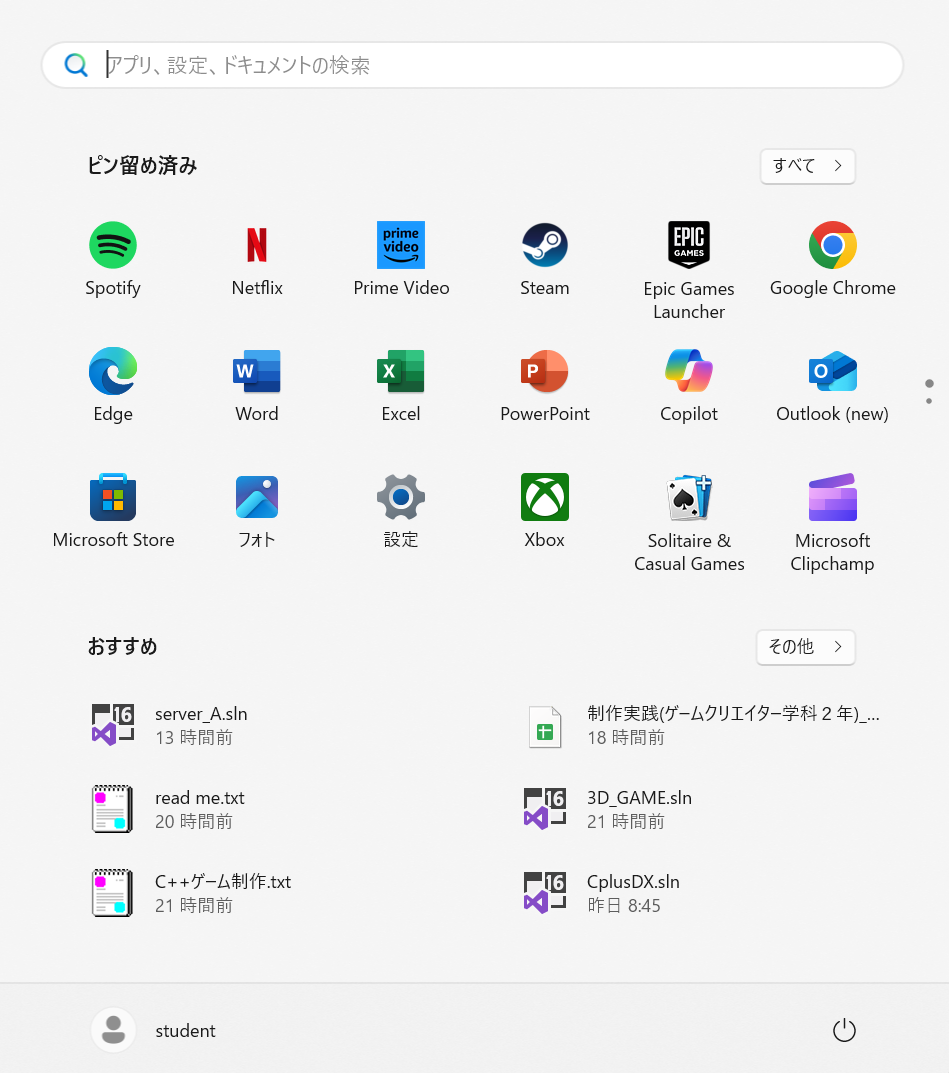 アプリ、設定、ドキュメントの検索
ピン留め済み
すべて
prime
video
EPIC
GAMES
Spotify
Netflix
Prime Video
Steam
Epic Games
Launcher
Google Chrome
Edge
Word
Excel
PowerPoint
Copilot
Outlook (new)
Microsoft Store
フォト
設定
Xbox
Solitaire &
Casual Games
Microsoft
Clipchamp
おすすめ
その他
16
server_A.sln
13 時間前
制作実践(ゲームクリエイター学科２年)_...
18 時間前
read me.txt
20 時間前
16
3D_GAME.sln
21 時間前
C++ゲーム制作.txt
21 時間前
16
CplusDX.sln
昨日 8:45
student